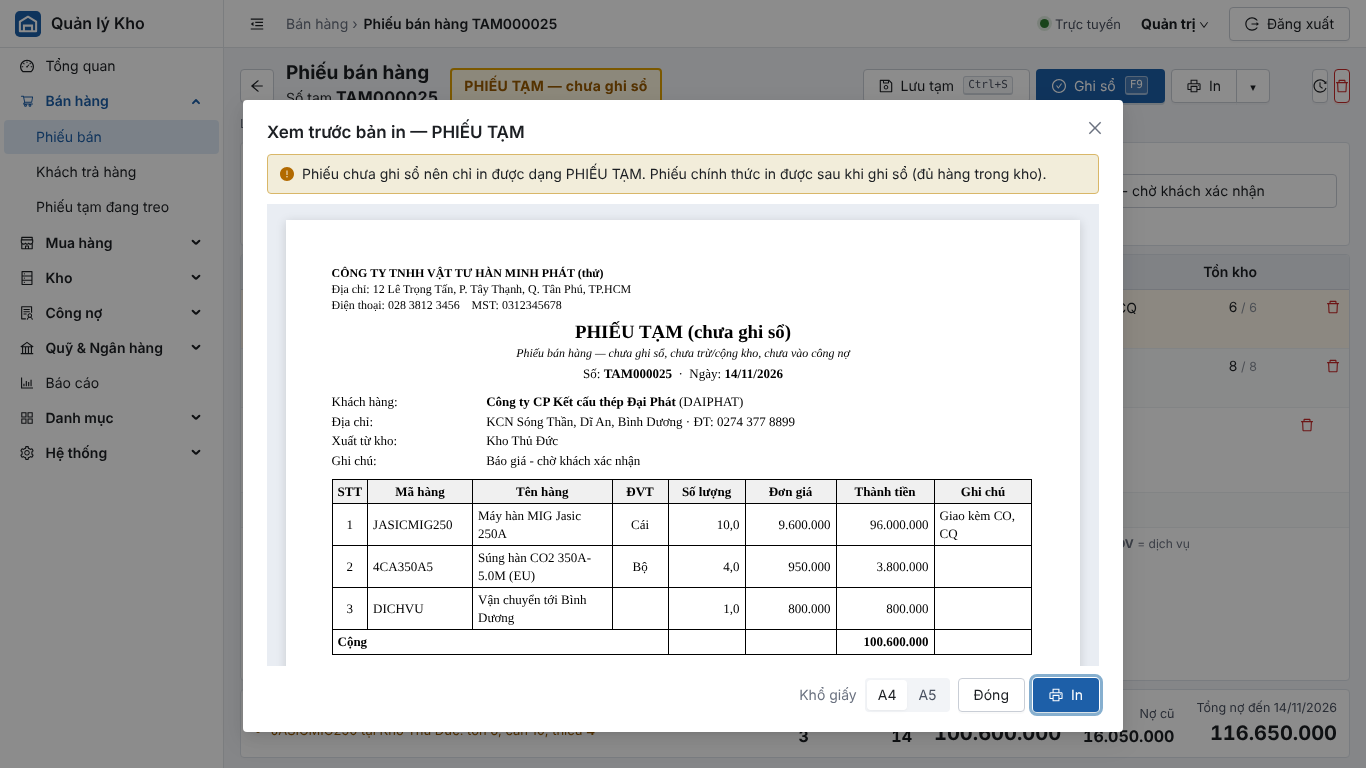 Quản lý Kho
Bán hàng › Phiếu bán hàng TAM000025
Trực tuyến
Quản trị
Đăng xuất
Tổng quan
Bán hàng
Phiếu bán
Khách trả hàng
Phiếu tạm đang treo
Mua hàng
Kho
Công nợ
Quỹ & Ngân hàng
Báo cáo
Danh mục
Hệ thống
Phiếu bán hàng
Số tạm TAM000025
PHIẾU TẠM — chưa ghi sổ
Lưu tạm Ctrl+S
Ghi sổ F9
In
Xem trước bản in — PHIẾU TẠM
Phiếu chưa ghi sổ nên chỉ in được dạng PHIẾU TẠM. Phiếu chính thức in được sau khi ghi sổ (đủ hàng trong kho).
- chờ khách xác nhận
CÔNG TY TNHH VẬT TƯ HÀN MINH PHÁT (thử)
Địa chỉ: 12 Lê Trọng Tấn, P. Tây Thạnh, Q. Tân Phú, TP.HCM
Điện thoại: 028 3812 3456 MST: 0312345678
PHIẾU TẠM (chưa ghi sổ)
Phiếu bán hàng — chưa ghi sổ, chưa trừ/cộng kho, chưa vào công nợ
Số: TAM000025 · Ngày: 14/11/2026
Khách hàng: Công ty CP Kết cấu thép Đại Phát (DAIPHAT)
Địa chỉ: KCN Sóng Thần, Dĩ An, Bình Dương · ĐT: 0274 377 8899
Xuất từ kho: Kho Thủ Đức
Ghi chú: Báo giá - chờ khách xác nhận
STT Mã hàng Tên hàng ĐVT Số lượng Đơn giá Thành tiền Ghi chú
1 JASICMIG250 Máy hàn MIG Jasic 250A Cái 10,0 9.600.000 96.000.000 Giao kèm CO, CQ
2 4CA350A5 Súng hàn CO2 350A-5.0M (EU) Bộ 4,0 950.000 3.800.000
3 DICHVU Vận chuyển tới Bình Dương 1,0 800.000 800.000
Cộng 100.600.000
Tồn kho
CQ 6 / 6
8 / 8
= dịch vụ
Khổ giấy A4 A5 Đóng In
JASICMIG250 tại Kho Thủ Đức: tồn 6, cần 10, thiếu 4
3
14
100.600.000
Nợ cũ
16.050.000
Tổng nợ đến 14/11/2026
116.650.000